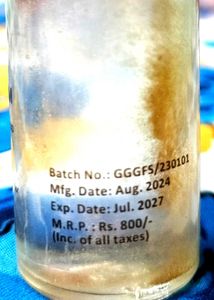 Batch No.: GGGFS/230101
Mfg. Date: Aug. 2024
Exp. Date: Jul. 2027
M.R.P. : Rs. 800/-
(Inc. of all taxes)